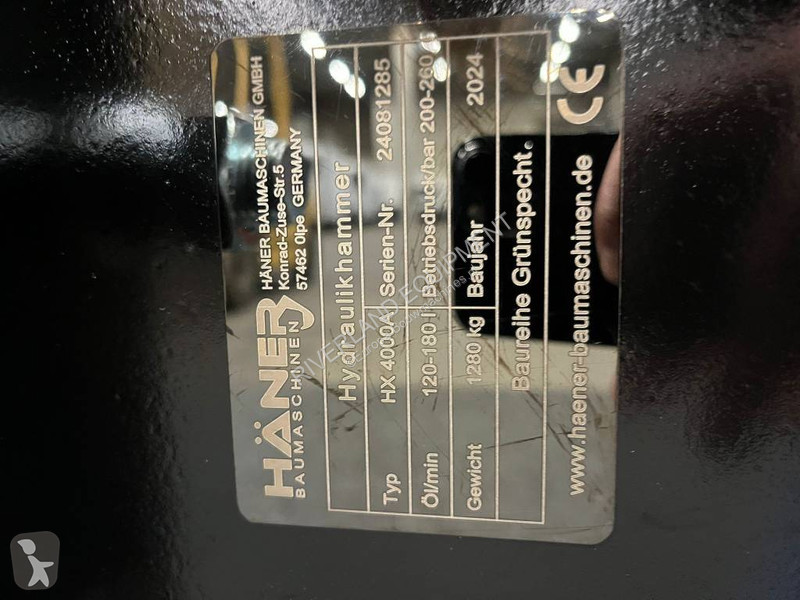 HÄNER
BAUMASCHINEN
HÄNER BAUMASCHINEN GMBH
Konrad-Zuse-Str.5
57462 Olpe GERMANY
Hydraulikhammer
Typ HX 4000A Serien-Nr. 24081285
Öl/min 120-180 l Betriebsdruck/bar 200-260
Gewicht 1280 kg Baujahr 2024
Baureihe Grünspecht.
www.haener-baumaschinen.de CE
RIVERLAND EQUIPMENT